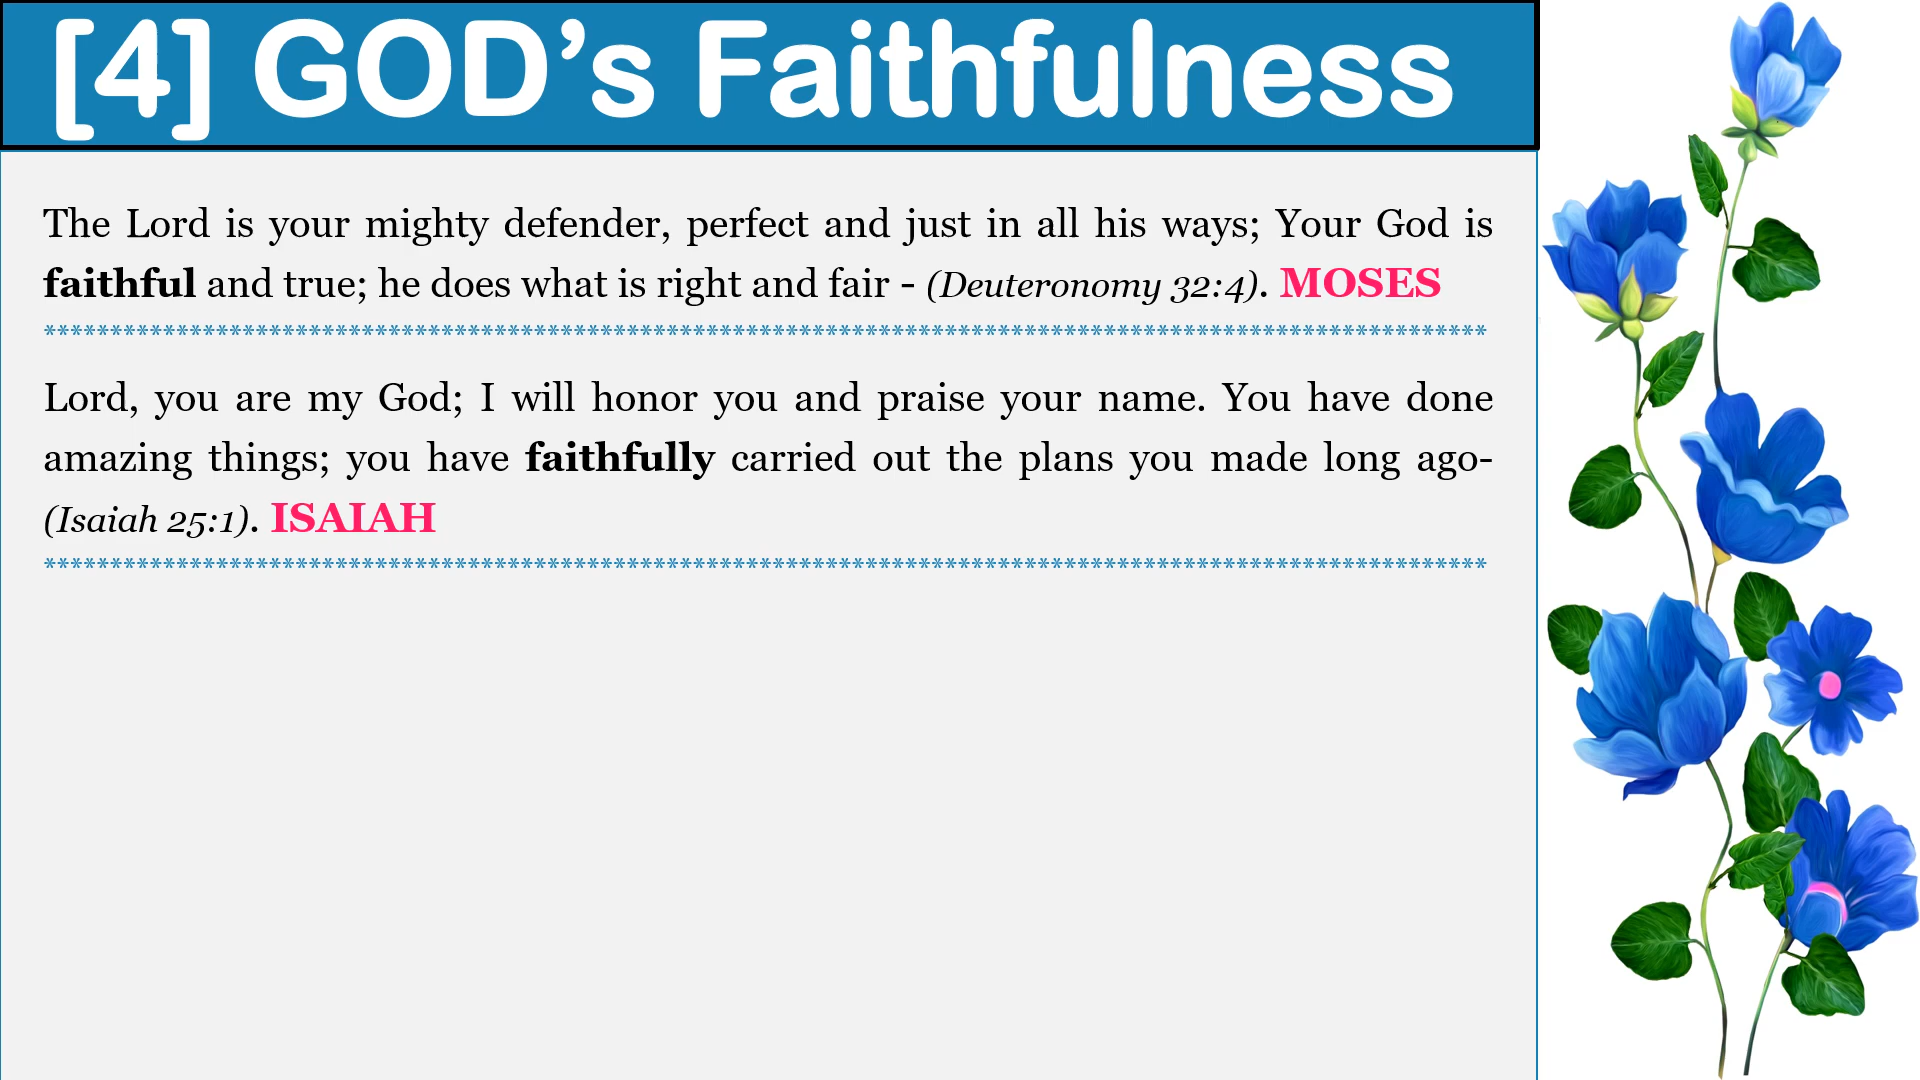 [4] GOD’s Faithfulness
The Lord is your mighty defender, perfect and just in all his ways; Your God is
faithful and true; he does what is right and fair - (Deuteronomy 32:4). MOSES
*************************************************************************************************************
Lord, you are my God; I will honor you and praise your name. You have done
amazing things; you have faithfully carried out the plans you made long ago-
(Isaiah 25:1). ISAIAH
*************************************************************************************************************